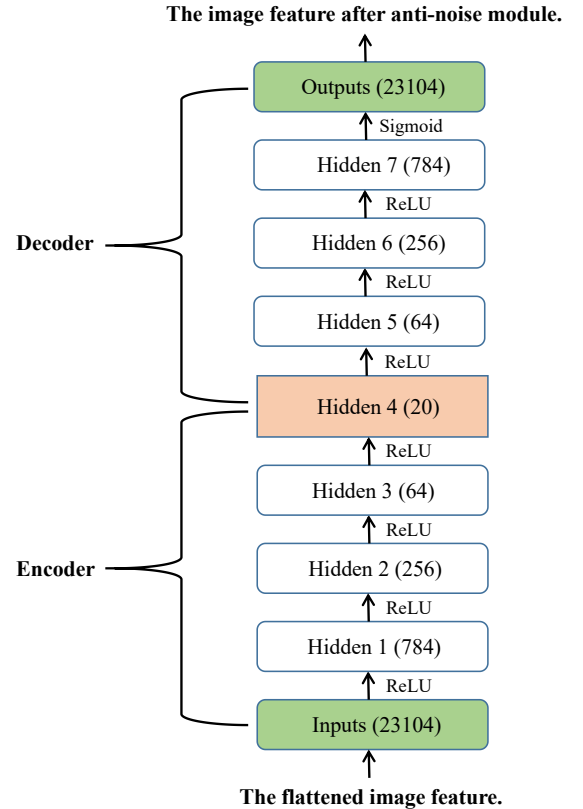 The image feature after anti-noise module.
Outputs (23104)
Sigmoid
Hidden 7 (784)
ReLU
Decoder
Hidden 6 (256)
ReLU
Hidden 5 (64)
ReLU
Hidden 4 (20)
ReLU
Hidden 3 (64)
ReLU
Encoder
Hidden 2 (256)
ReLU
Hidden 1 (784)
ReLU
Inputs (23104)
The flattened image feature.